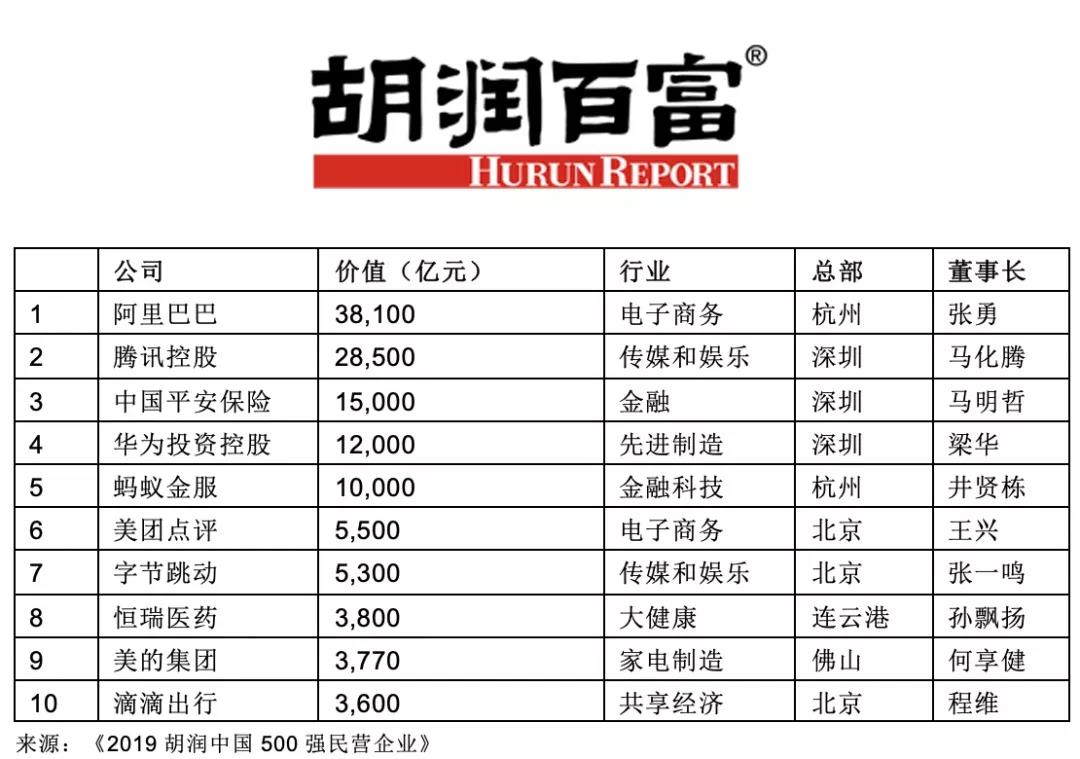 胡润百富®
HURUN REPORT
公司 价值（亿元） 行业 总部 董事长
1 阿里巴巴 38,100 电子商务 杭州 张勇
2 腾讯控股 28,500 传媒和娱乐 深圳 马化腾
3 中国平安保险 15,000 金融 深圳 马明哲
4 华为投资控股 12,000 先进制造 深圳 梁华
5 蚂蚁金服 10,000 金融科技 杭州 井贤栋
6 美团点评 5,500 电子商务 北京 王兴
7 字节跳动 5,300 传媒和娱乐 北京 张一鸣
8 恒瑞医药 3,800 大健康 连云港 孙飘扬
9 美的集团 3,770 家电制造 佛山 何享健
10 滴滴出行 3,600 共享经济 北京 程维
来源：《2019 胡润中国 500 强民营企业》